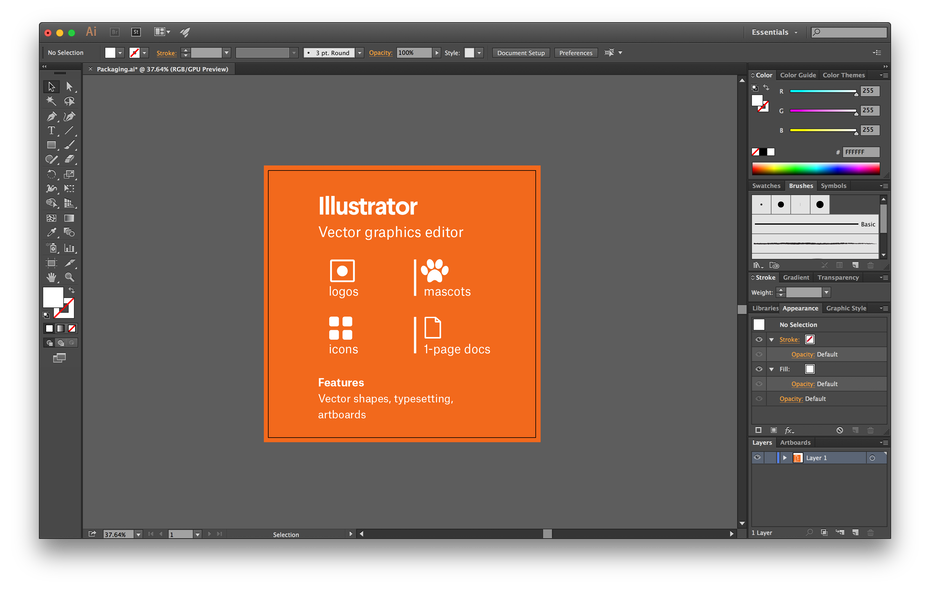 Ai Br St Essentials
No Selection Stroke: 3 pt. Round Opacity: 100% Style: Document Setup Preferences
× Packaging.ai* @ 37.64% (RGB/GPU Preview)
Illustrator
Vector graphics editor
logos mascots
icons 1-page docs
Features
Vector shapes, typesetting,
artboards
Color Color Guide Color Themes
R 255
G 255
B 255
# FFFFFF
Swatches Brushes Symbols
Basic
Stroke Gradient Transparency
Weight:
Libraries Appearance Graphic Style
No Selection
Stroke:
Opacity: Default
Fill:
Opacity: Default
Opacity: Default
fx.
Layers Artboards
Layer 1
1 Layer
37.64% 1 Selection